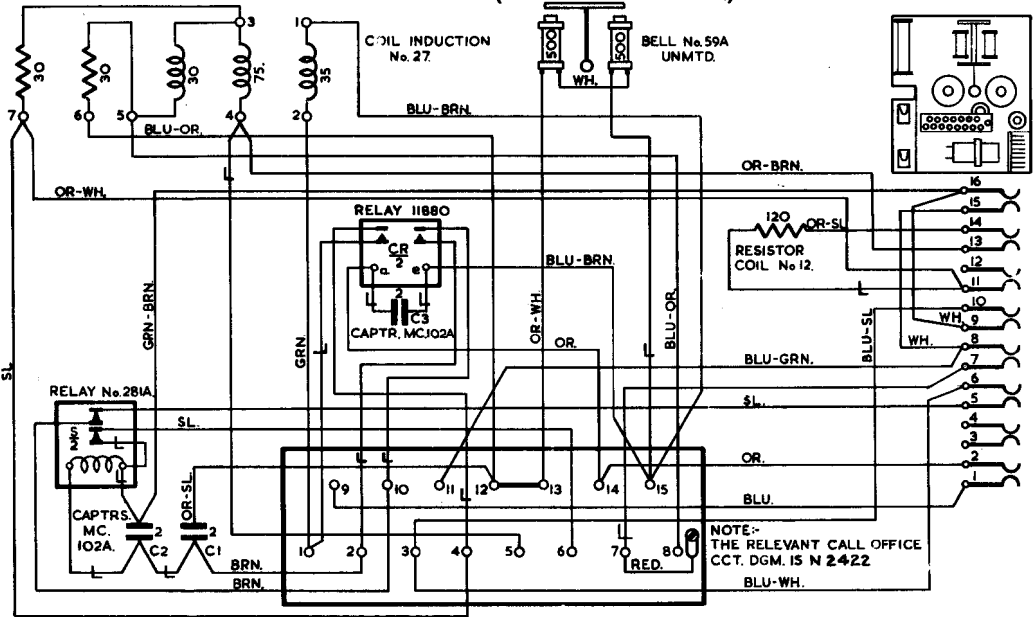 3
1
COIL INDUCTION
No. 27.
500
500
BELL No. 59A
UNMTD.
WH.
30
30
30
75.
35
7
6
5
4
2
BLU-OR.
BLU-BRN.
OR-BRN.
L
OR-WH.
RELAY 11880
CR
2
a
e
2
C3
CAPTR. MC.102A
BLU-BRN.
120
OR-SL
RESISTOR
COIL No 12.
L
16
15
14
13
12
11
10
9
8
7
6
5
4
3
2
1
WH.
WH.
BLU-SL
GRN-BRN.
GRN.
L
L
L
OR-WH.
L
BLU-OR.
OR.
BLU-GRN.
SL
SL.
RELAY No. 281A
SL.
L
L
OR-SL
L
L
OR.
BLU.
CAPTRS.
MC.
102A.
2
C2
2
C1
L
L
BRN.
BRN.
9
10
11
L
12
13
14
15
1
2
3
4
5
6
7
8
L
RED.
NOTE:-
THE RELEVANT CALL OFFICE
CCT. DGM. IS N 2422
BLU-WH.